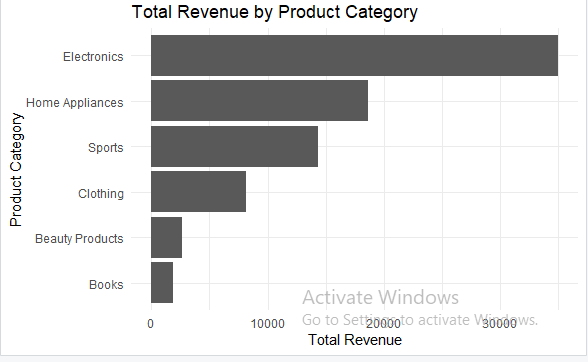 Total Revenue by Product Category
Product Category
Electronics
Home Appliances
Sports
Clothing
Beauty Products
Books
0
10000
20000
30000
Total Revenue
Activate Windows
Go to Settings to activate Windows.